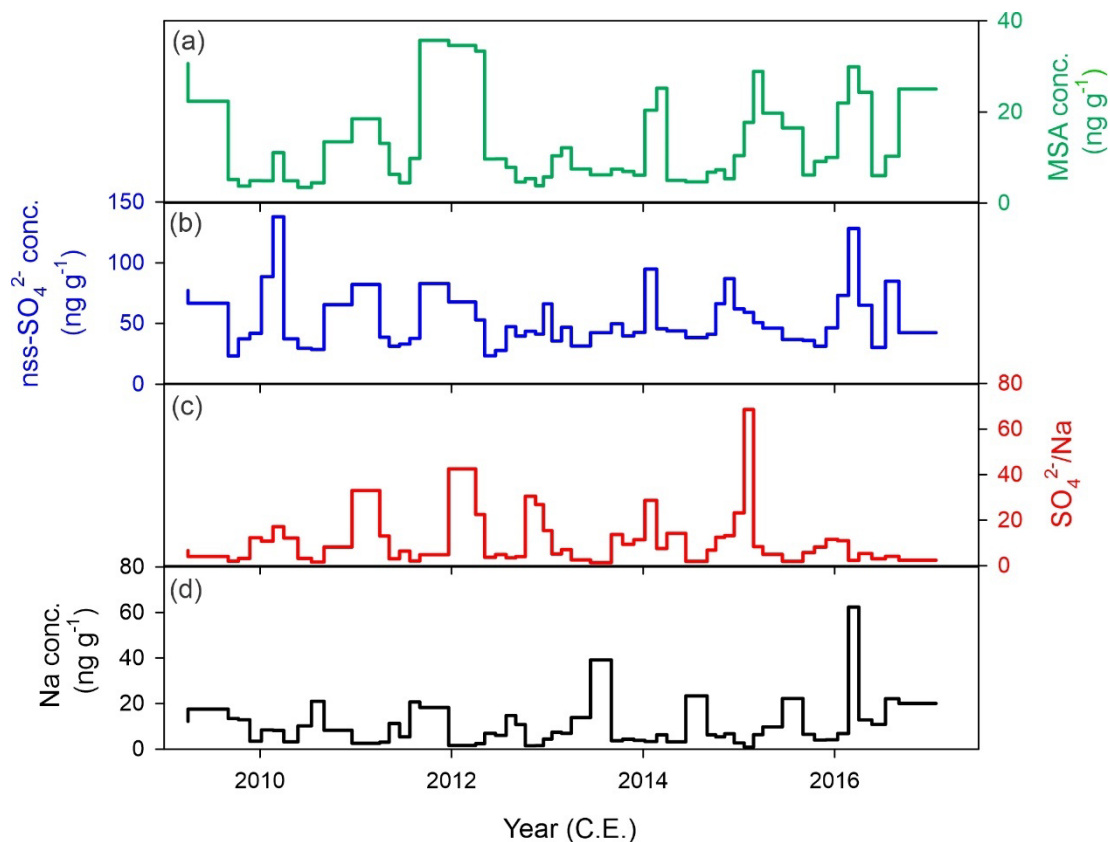 (a)
40
20
0
MSA conc.
(ng g⁻¹)
(b)
150
100
50
0
nss-SO₄²⁻ conc.
(ng g⁻¹)
(c)
80
60
40
20
0
SO₄²⁻/Na
(d)
80
60
40
20
0
Na conc.
(ng g⁻¹)
2010
2012
2014
2016
Year (C.E.)